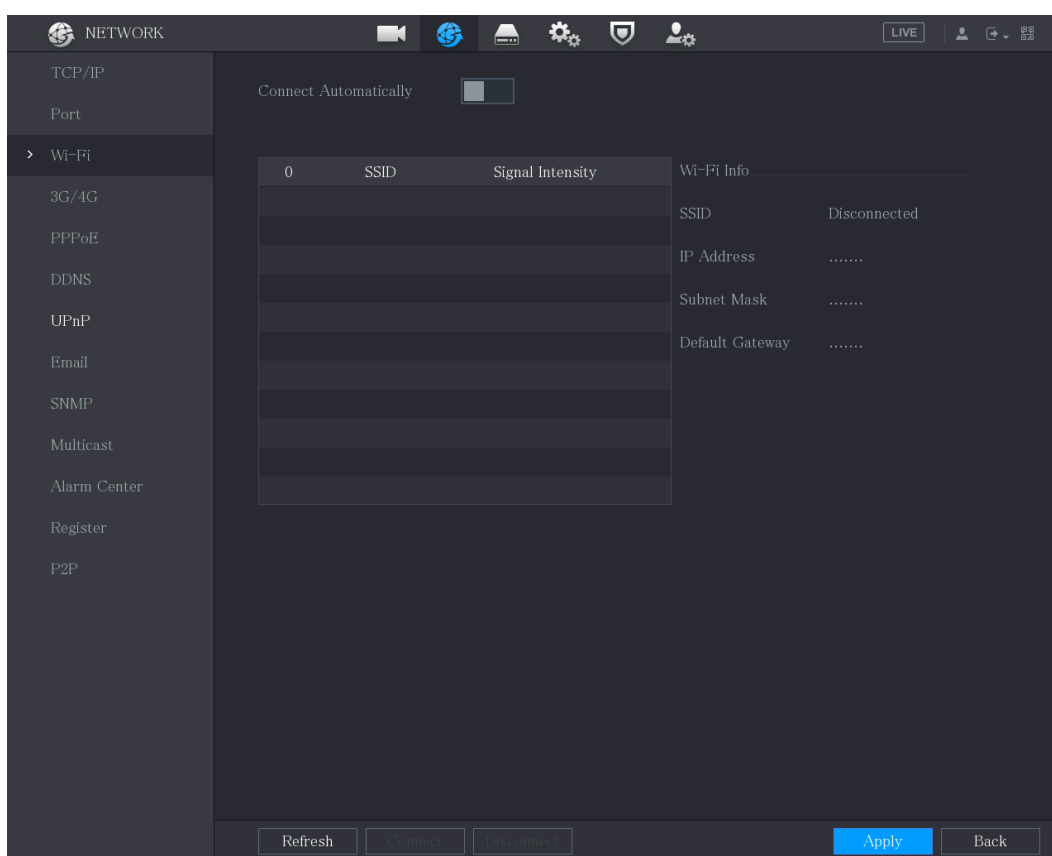 NETWORK
LIVE
TCP/IP
Port
Wi-Fi
3G/4G
PPPoE
DDNS
UPnP
Email
SNMP
Multicast
Alarm Center
Register
P2P
Connect Automatically
0 SSID Signal Intensity
Wi-Fi Info
SSID Disconnected
IP Address .......
Subnet Mask .......
Default Gateway .......
Refresh Connect Disconnect Apply Back